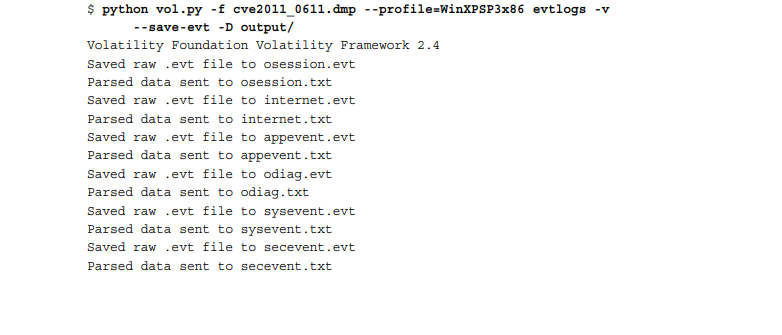 $ python vol.py -f cve2011_0611.dmp --profile=WinXPSP3x86 evtlogs -v
--save-evt -D output/
Volatility Foundation Volatility Framework 2.4
Saved raw .evt file to osession.evt
Parsed data sent to osession.txt
Saved raw .evt file to internet.evt
Parsed data sent to internet.txt
Saved raw .evt file to appevent.evt
Parsed data sent to appevent.txt
Saved raw .evt file to odiag.evt
Parsed data sent to odiag.txt
Saved raw .evt file to sysevent.evt
Parsed data sent to sysevent.txt
Saved raw .evt file to secevent.evt
Parsed data sent to secevent.txt